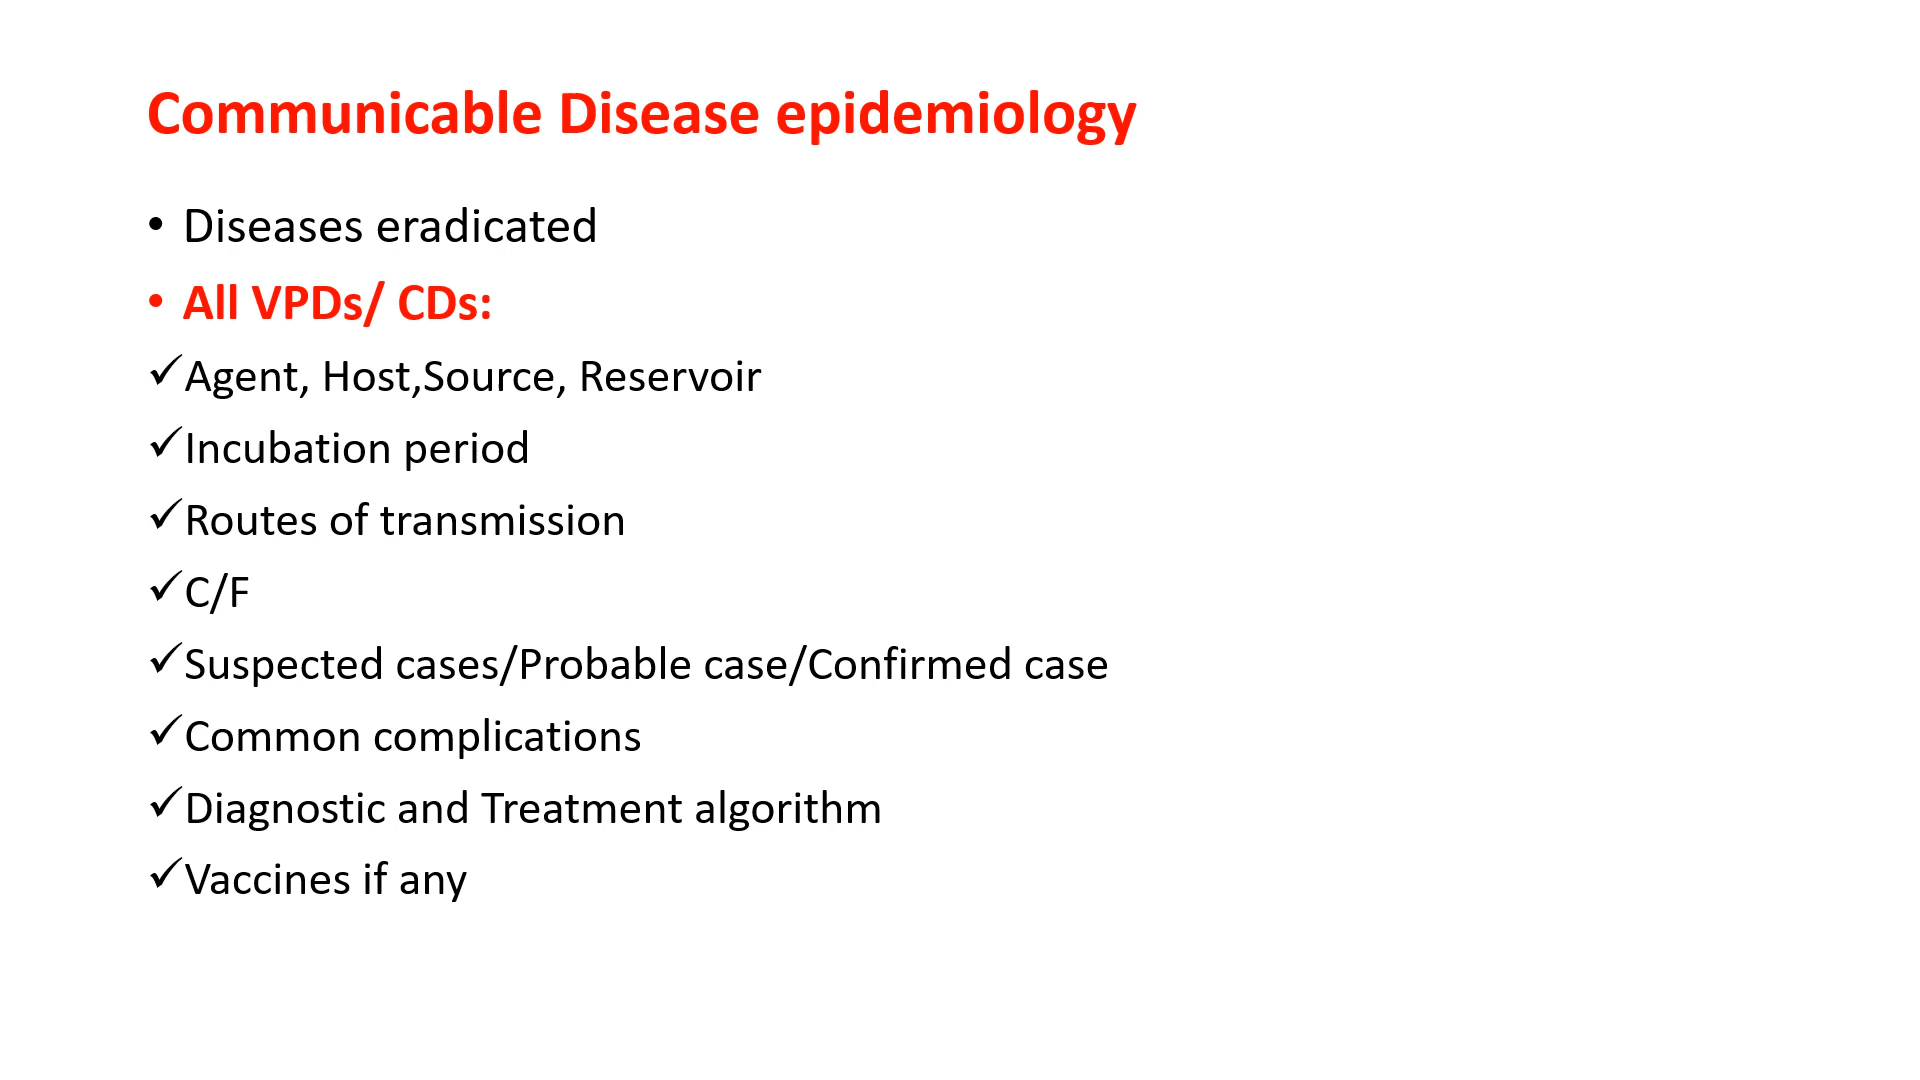 Communicable Disease epidemiology
• Diseases eradicated
• All VPDs/ CDs:
✓Agent, Host,Source, Reservoir
✓Incubation period
✓Routes of transmission
✓C/F
✓Suspected cases/Probable case/Confirmed case
✓Common complications
✓Diagnostic and Treatment algorithm
✓Vaccines if any